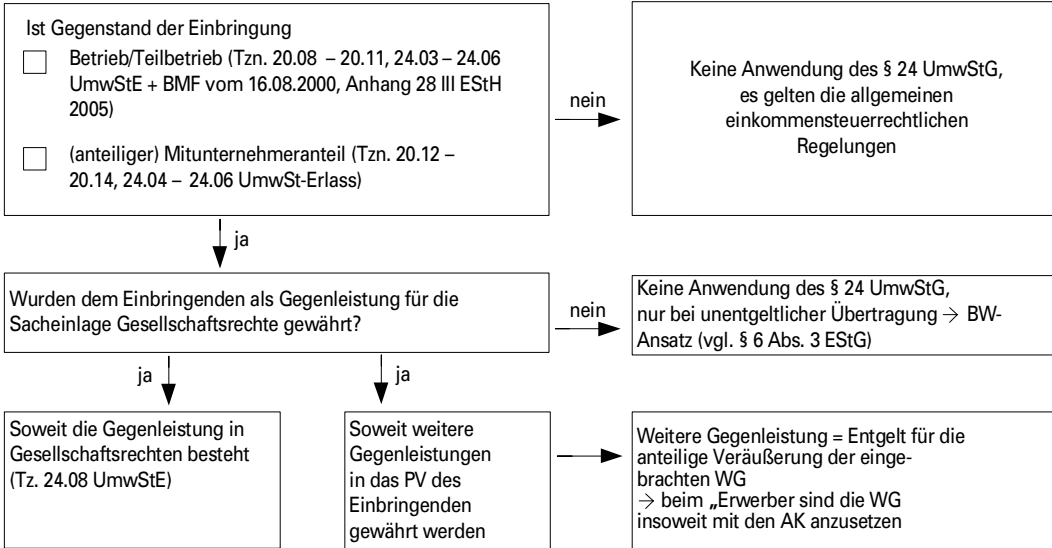 Ist Gegenstand der Einbringung
Betrieb/Teilbetrieb (Tzn. 20.08 – 20.11, 24.03 – 24.06
UmwStE + BMF vom 16.08.2000, Anhang 28 III EStH
2005)
(anteiliger) Mitunternehmeranteil (Tzn. 20.12 –
20.14, 24.04 – 24.06 UmwSt-Erlass)
nein
Keine Anwendung des § 24 UmwStG,
es gelten die allgemeinen
einkommensteuerrechtlichen
Regelungen
ja
Wurden dem Einbringenden als Gegenleistung für die
Sacheinlage Gesellschaftsrechte gewährt?
nein
Keine Anwendung des § 24 UmwStG,
nur bei unentgeltlicher Übertragung → BW-
Ansatz (vgl. § 6 Abs. 3 EStG)
ja
ja
Soweit die Gegenleistung in
Gesellschaftsrechten besteht
(Tz. 24.08 UmwStE)
Soweit weitere
Gegenleistungen
in das PV des
Einbringenden
gewährt werden
Weitere Gegenleistung = Entgelt für die
anteilige Veräußerung der einge-
brachten WG
→ beim „Erwerber sind die WG
insoweit mit den AK anzusetzen